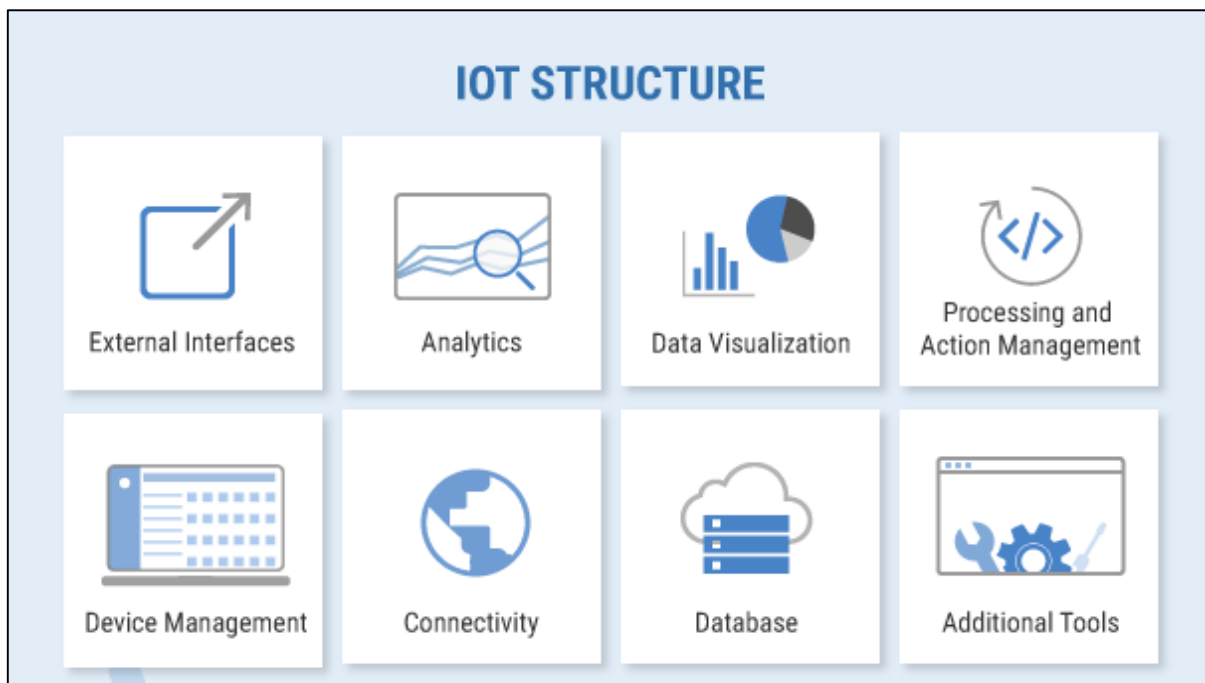 IOT STRUCTURE
External Interfaces
Analytics
Data Visualization
Processing and
Action Management
Device Management
Connectivity
Database
Additional Tools